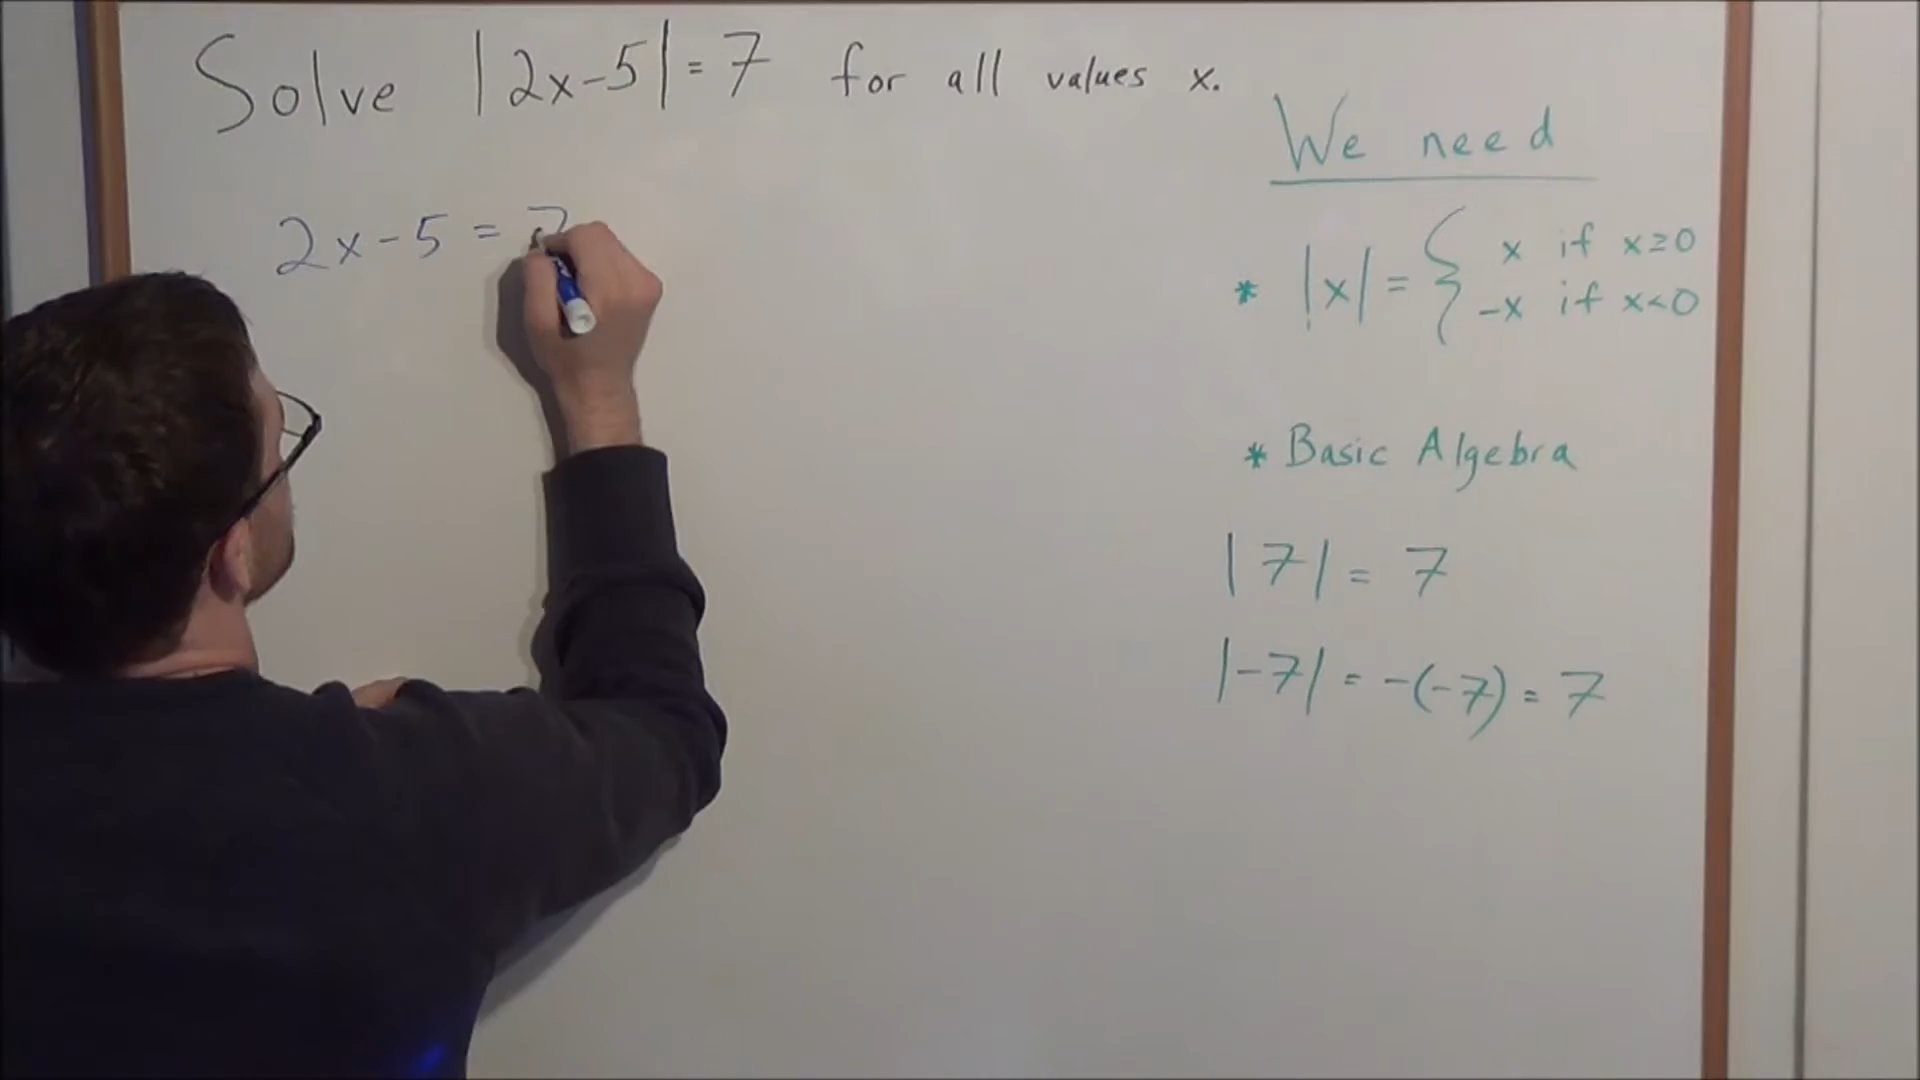 Solve |2x-5|=7 for all values x.
2x-5 = 7
We need
* |x| = { x if x≥0
-x if x<0
* Basic Algebra
|7| = 7
|-7| = -(-7) = 7